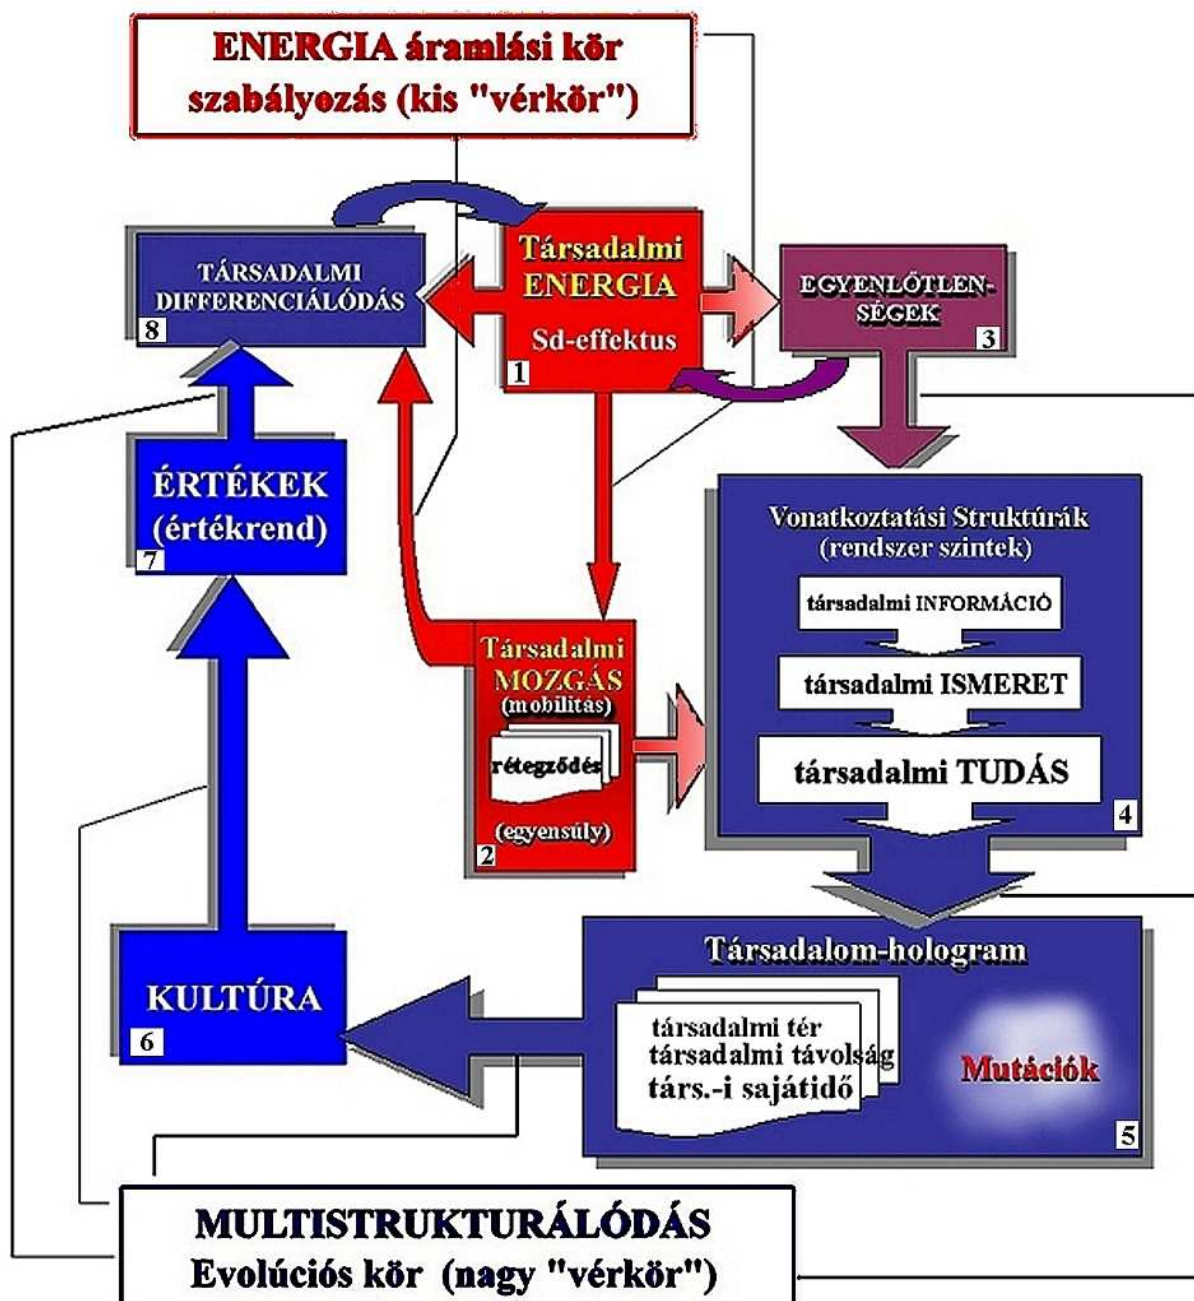 ENERGIA áramlási kör
szabályozás (kis "vérkör")
Társadalmi
ENERGIA
Sd-effektus
1
TÁRSADALMI
DIFFERENCIÁLÓDÁS
8
EGYENLŐTLEN-
SÉGEK
3
ÉRTÉKEK
(értékrend)
7
Vonatkoztatási Struktúrák
(rendszer szintek)
társadalmi INFORMÁCIÓ
társadalmi ISMERET
társadalmi TUDÁS
4
Társadalmi
MOZGÁS
(mobilitás)
rétegződés
(egyensúly)
2
Társadalom-hologram
társadalmi tér
társadalmi távolság
társ.-i sajátidő
Mutációk
5
KULTÚRA
6
MULTISTRUKTURÁLÓDÁS
Evolúciós kör (nagy "vérkör")